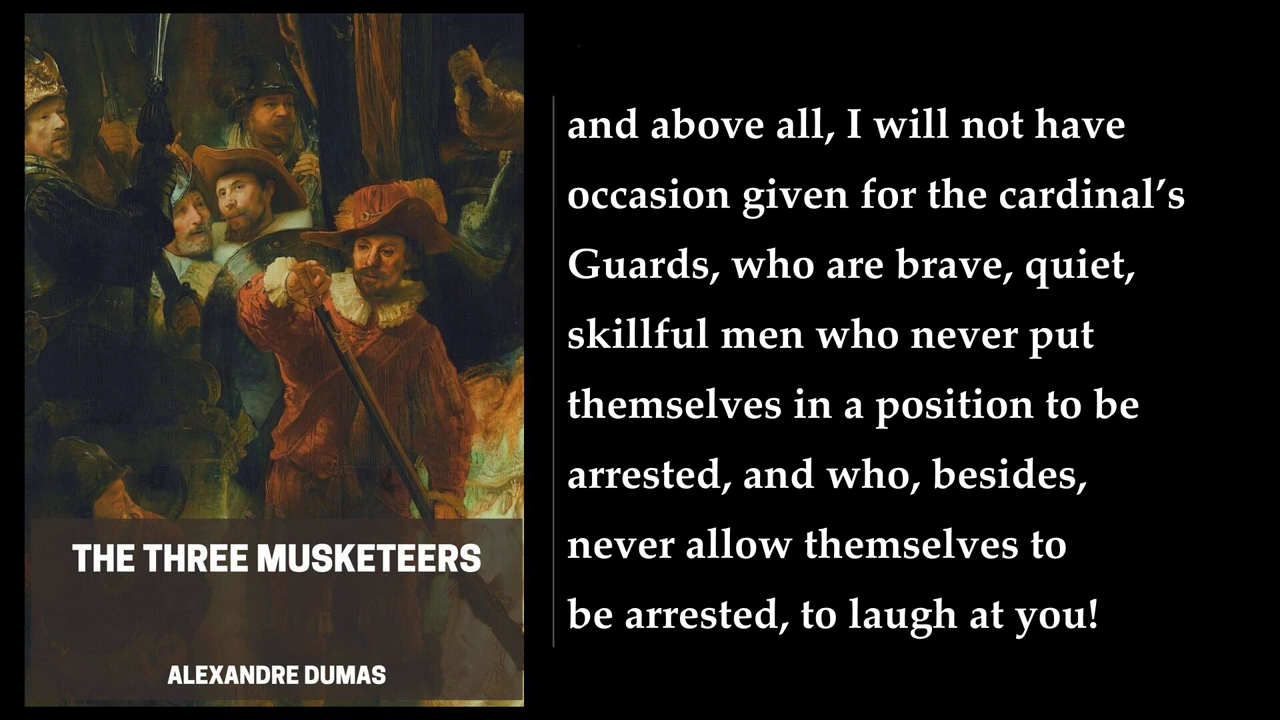 THE THREE MUSKETEERS
ALEXANDRE DUMAS
and above all, I will not have
occasion given for the cardinal’s
Guards, who are brave, quiet,
skillful men who never put
themselves in a position to be
arrested, and who, besides,
never allow themselves to
be arrested, to laugh at you!